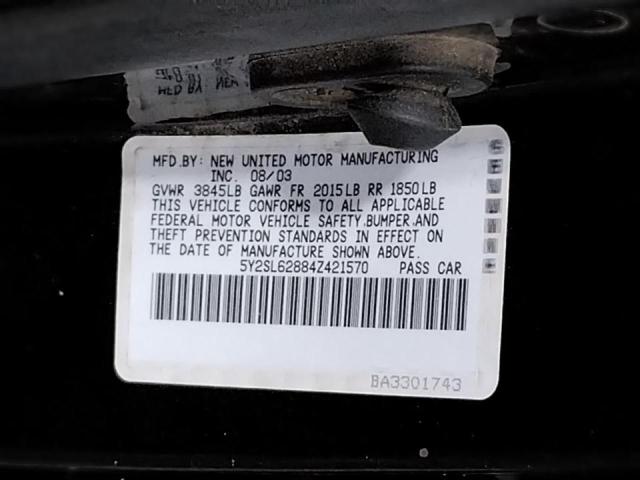 MFD.BY: NEW UNITED MOTOR MANUFACTURING
INC. 08/03
GVWR 3845LB GAWR FR 2015LB RR 1850LB
THIS VEHICLE CONFORMS TO ALL APPLICABLE
FEDERAL MOTOR VEHICLE SAFETY.BUMPER.AND
THEFT PREVENTION STANDARDS IN EFFECT ON
THE DATE OF MANUFACTURE SHOWN ABOVE.
5Y2SL62884Z421570 PASS CAR
BA3301743